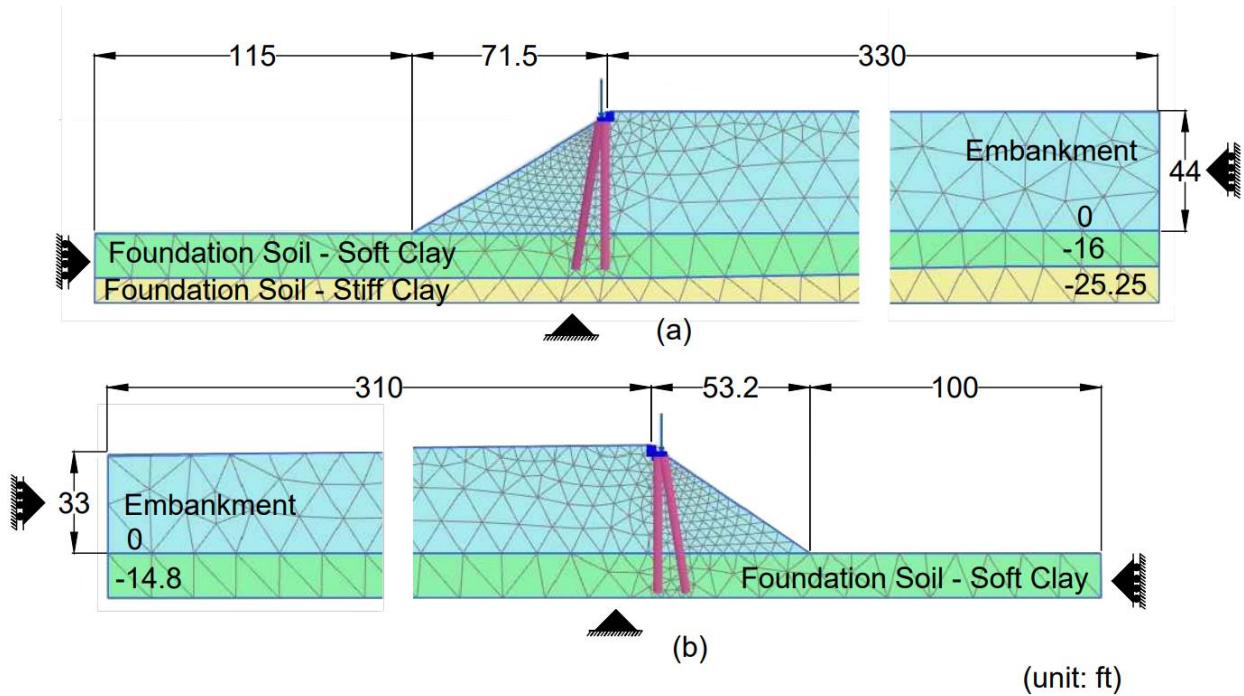 115 71.5 330
Embankment
44
0
Foundation Soil - Soft Clay -16
Foundation Soil - Stiff Clay -25.25
(a)
310 53.2 100
33 Embankment
0
-14.8 Foundation Soil - Soft Clay
(b)
(unit: ft)